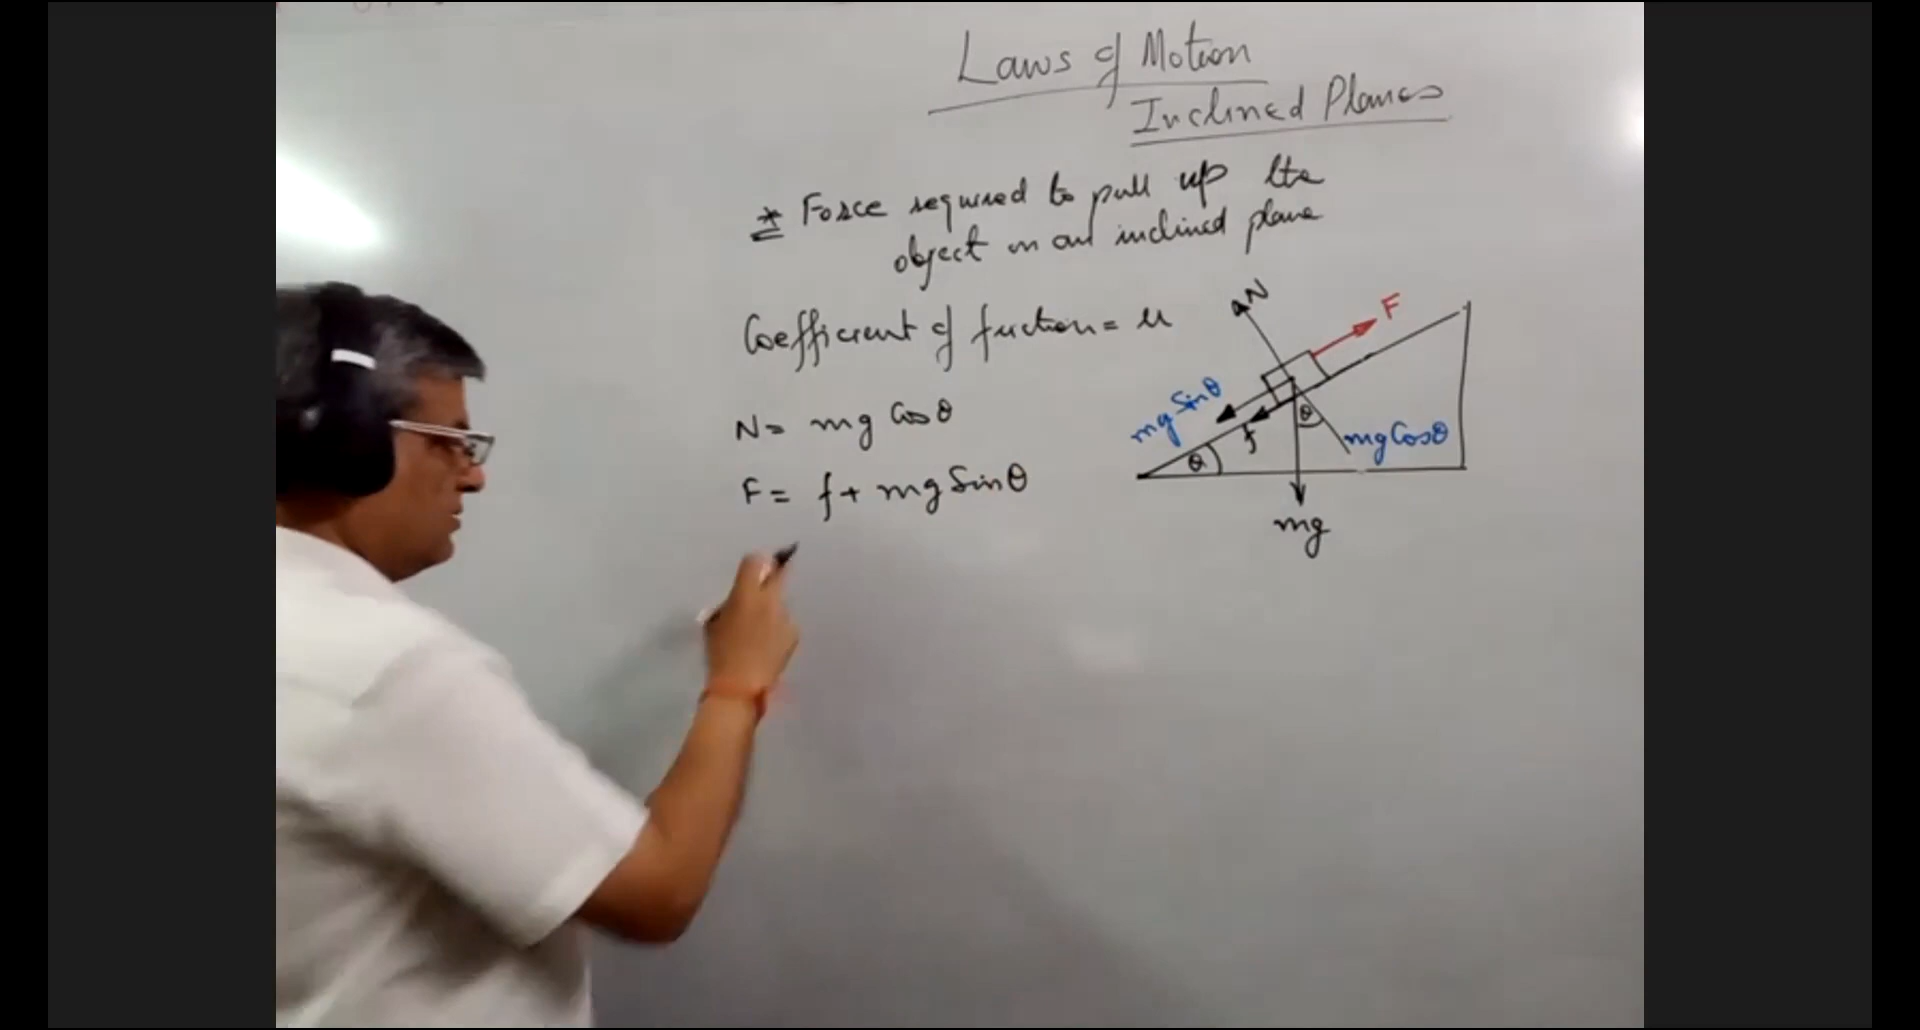 Laws of Motion
Inclined Planes
* Force required to pull up the
object on an inclined plane
Coefficient of friction = μ
N = mg Cosθ
F = f + mg Sinθ
N
F
mg Sinθ
f
θ
θ
mg Cosθ
mg